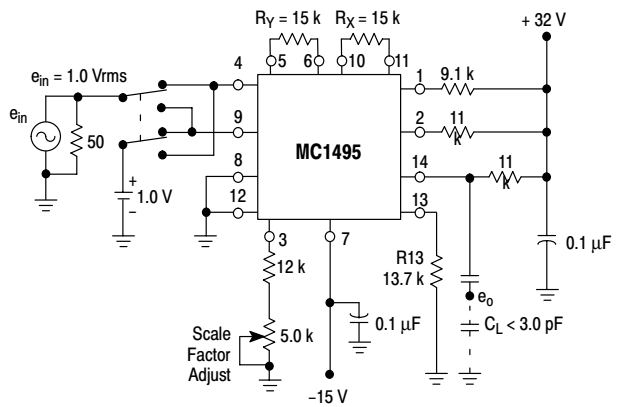 R_Y = 15 k
R_X = 15 k
+ 32 V
4
5
6
10
11
e_in = 1.0 Vrms
1
9.1 k
e_in
50
9
2
11
k
MC1495
8
14
11
k
+
1.0 V
–
12
13
3
7
R13
13.7 k
0.1 µF
12 k
e_o
Scale
Factor
Adjust
5.0 k
0.1 µF
C_L < 3.0 pF
–15 V